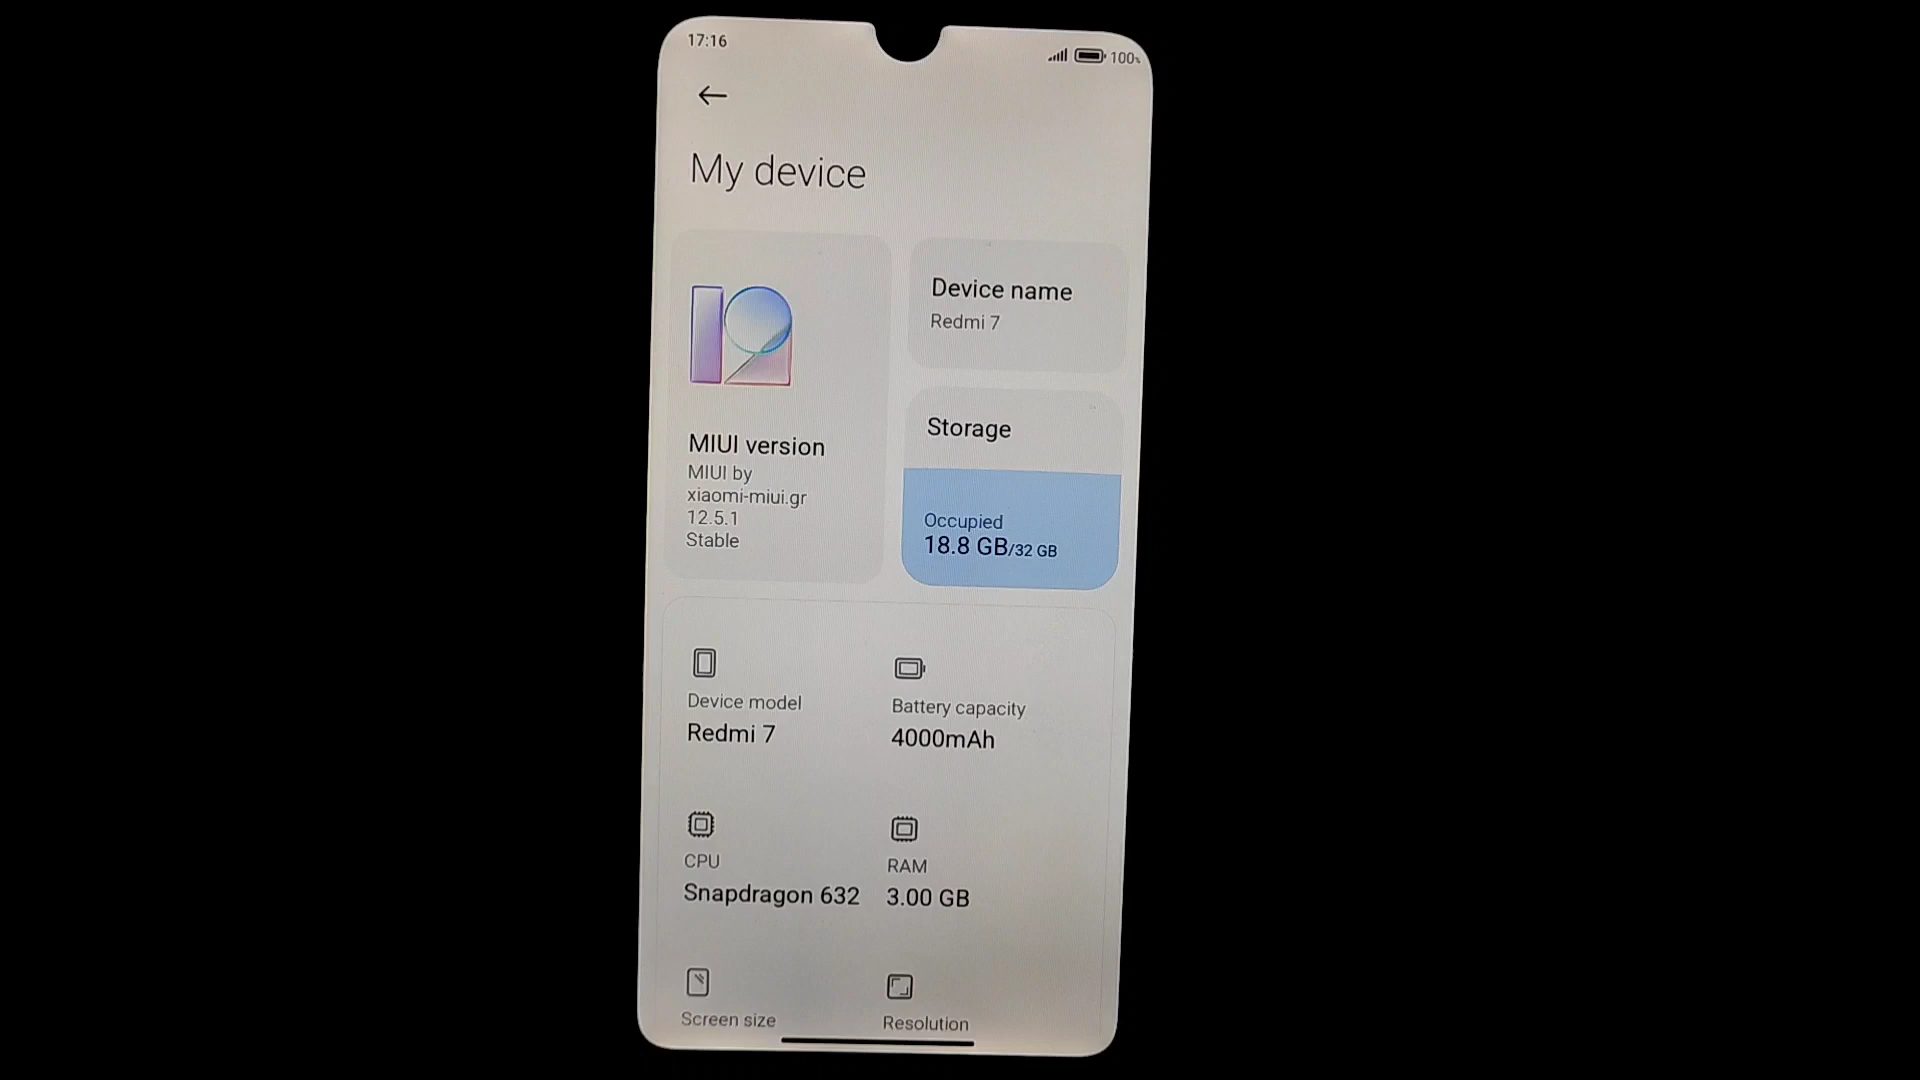 17:16
100%
My device
12
MIUI version
MIUI by
xiaomi-miui.gr
12.5.1
Stable
Device name
Redmi 7
Storage
Occupied
18.8 GB/32 GB
Device model
Redmi 7
Battery capacity
4000mAh
CPU
Snapdragon 632
RAM
3.00 GB
Screen size
Resolution